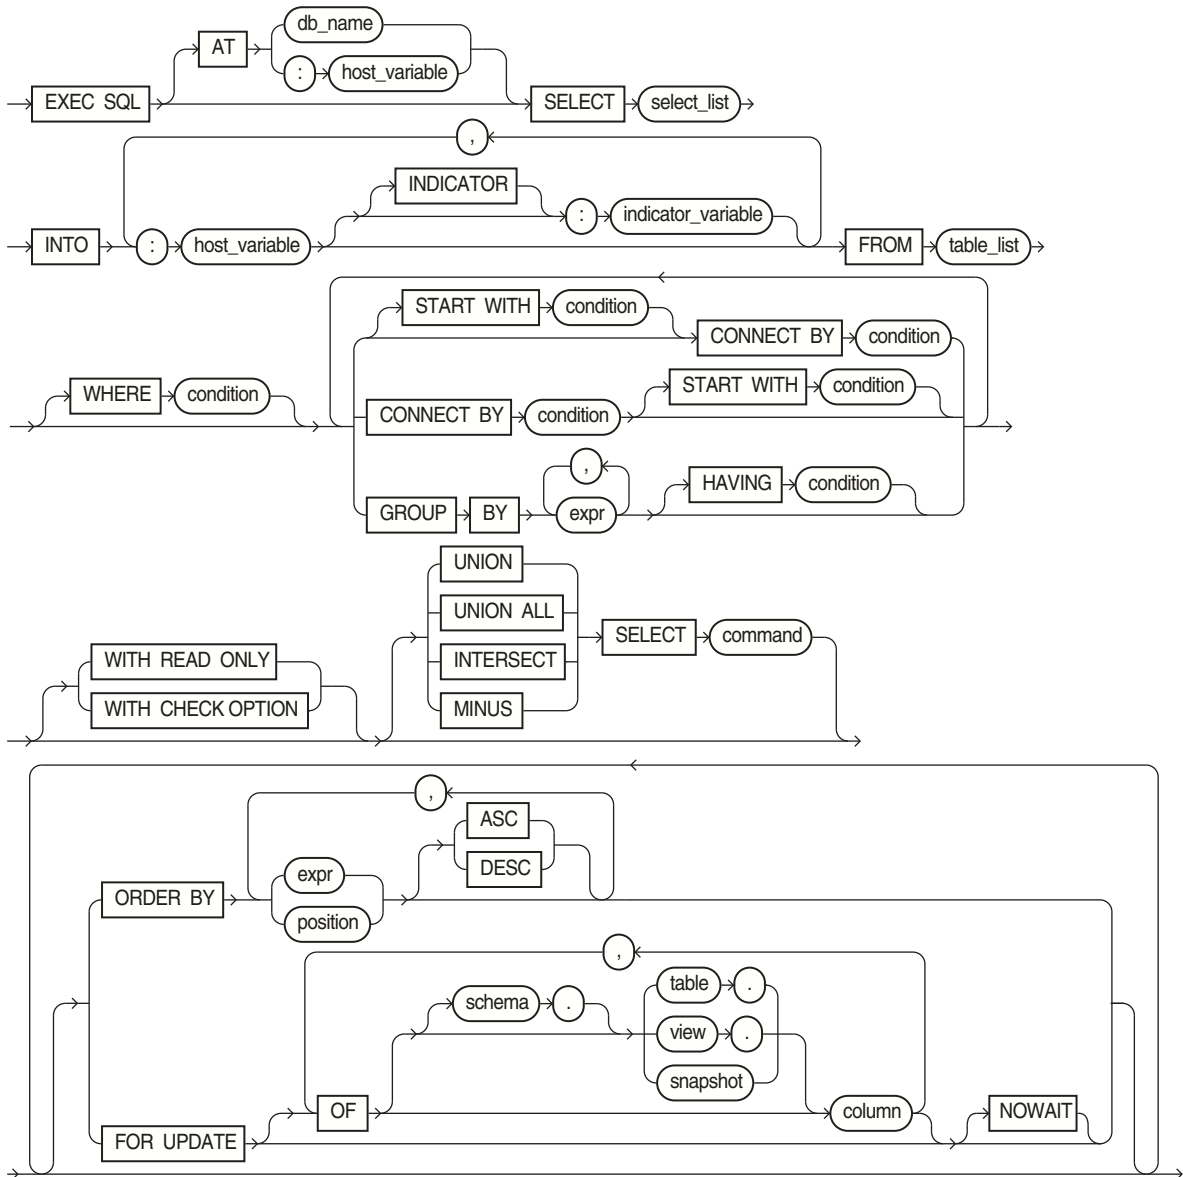 db_name
AT
: host_variable
EXEC SQL SELECT select_list
,
INDICATOR
: indicator_variable
INTO : host_variable FROM table_list
START WITH condition
CONNECT BY condition
START WITH condition
WHERE condition
CONNECT BY condition
,
HAVING condition
GROUP BY expr
UNION
UNION ALL
SELECT command
WITH READ ONLY INTERSECT
WITH CHECK OPTION MINUS
,
ASC
DESC
expr
ORDER BY
position
,
table .
schema .
view .
snapshot
OF column NOWAIT
FOR UPDATE